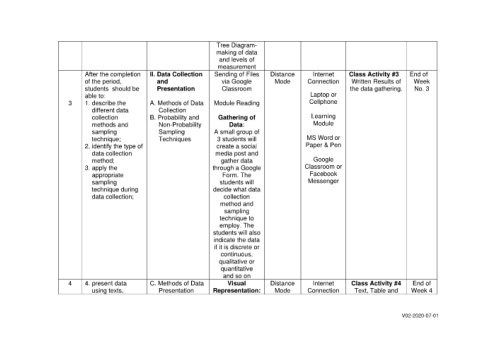 Tree Diagram-
making of data
and levels of
measurement
3
After the completion
of the period,
students should be
able to:
1. describe the
different data
collection
methods and
sampling
technique;
2. identify the type of
data collection
method;
3. apply the
appropriate
sampling
technique during
data collection;
II. Data Collection
and
Presentation
A. Methods of Data
Collection
B. Probability and
Non-Probability
Sampling
Techniques
Sending of Files
via Google
Classroom
Module Reading
Gathering of
Data:
A small group of
3 students will
create a social
media post and
gather data
through a Google
Form. The
students will
decide what data
collection
method and
sampling
technique to
employ. The
students will also
indicate the data
if it is discrete or
continuous,
qualitative or
quantitative
and so on
Distance
Mode
Internet
Connection
Laptop or
Cellphone
Learning
Module
MS Word or
Paper & Pen
Google
Classroom or
Facebook
Messenger
Class Activity #3
Written Results of
the data gathering.
End of
Week
No. 3
4
4. present data
using texts,
C. Methods of Data
Presentation
Visual
Representation:
Distance
Mode
Internet
Connection
Class Activity #4
Text, Table and
End of
Week 4
V02-2020-07-01